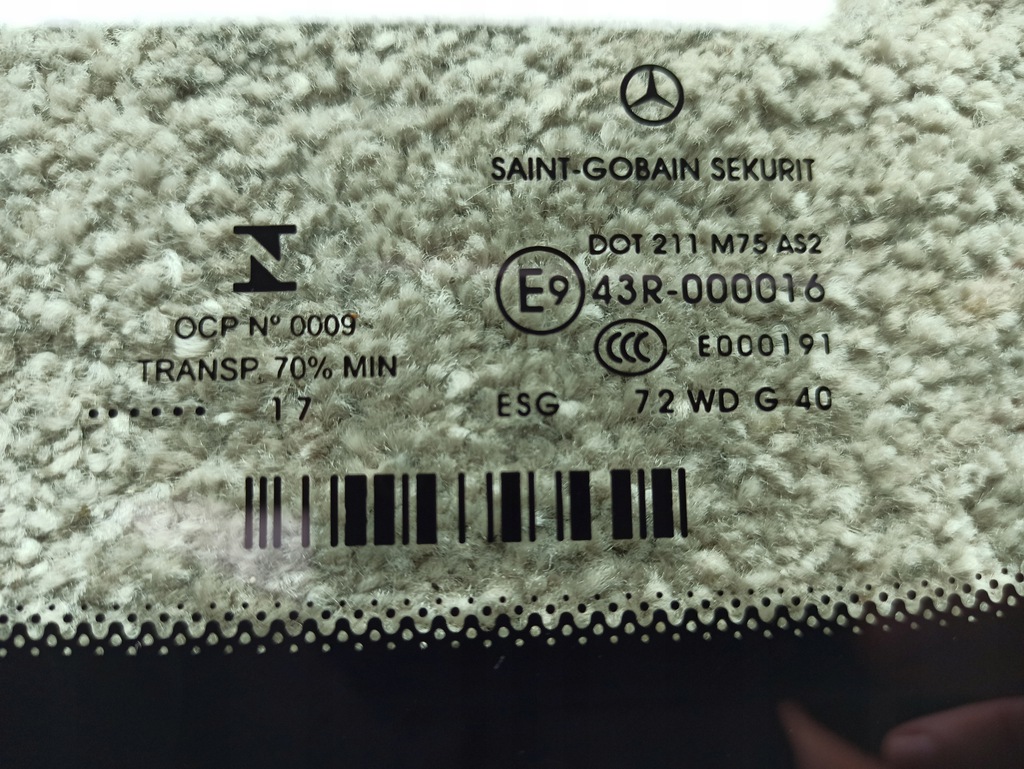 SAINT-GOBAIN SEKURIT
DOT 211 M75 AS2
E9 43R-000016
CCC E000191
ESG 72 WD G 40
OCP Nº 0009
TRANSP. 70% MIN
...... 17